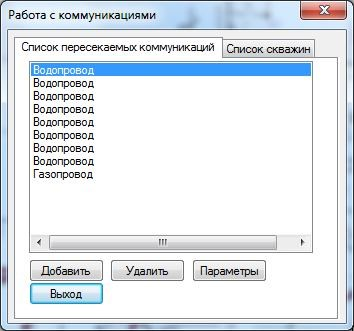 Работа с коммуникациями
Список пересекаемых коммуникаций Список скважин
Водопровод
Водопровод
Водопровод
Водопровод
Водопровод
Водопровод
Водопровод
Водопровод
Газопровод
Добавить Удалить Параметры
Выход